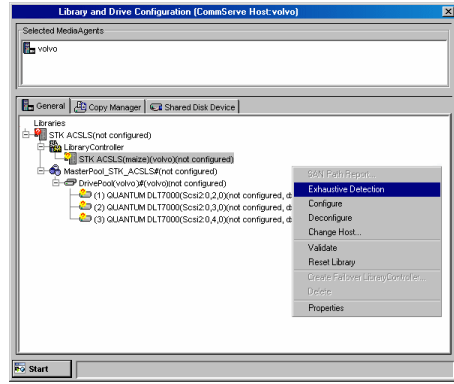 Library and Drive Configuration (CommServe Host:volvo)
Selected MediaAgents
volvo
General
Copy Manager
Shared Disk Device
Libraries
STK ACSLS(not configured)
LibraryController
STK ACSLS(maize)(volvo)(not configured)
MasterPool_STK_ACSLS#(not configured)
DrivePool(volvo)#(volvo)(not configured)
(1) QUANTUM DLT7000(Scsi2:0,2,0)(not configured, d
(2) QUANTUM DLT7000(Scsi2:0,3,0)(not configured, d
(3) QUANTUM DLT7000(Scsi2:0,4,0)(not configured, d
SAN Path Report...
Exhaustive Detection
Configure
Deconfigure
Change Host...
Validate
Reset Library
Create Failover LibraryController...
Delete
Properties
Start